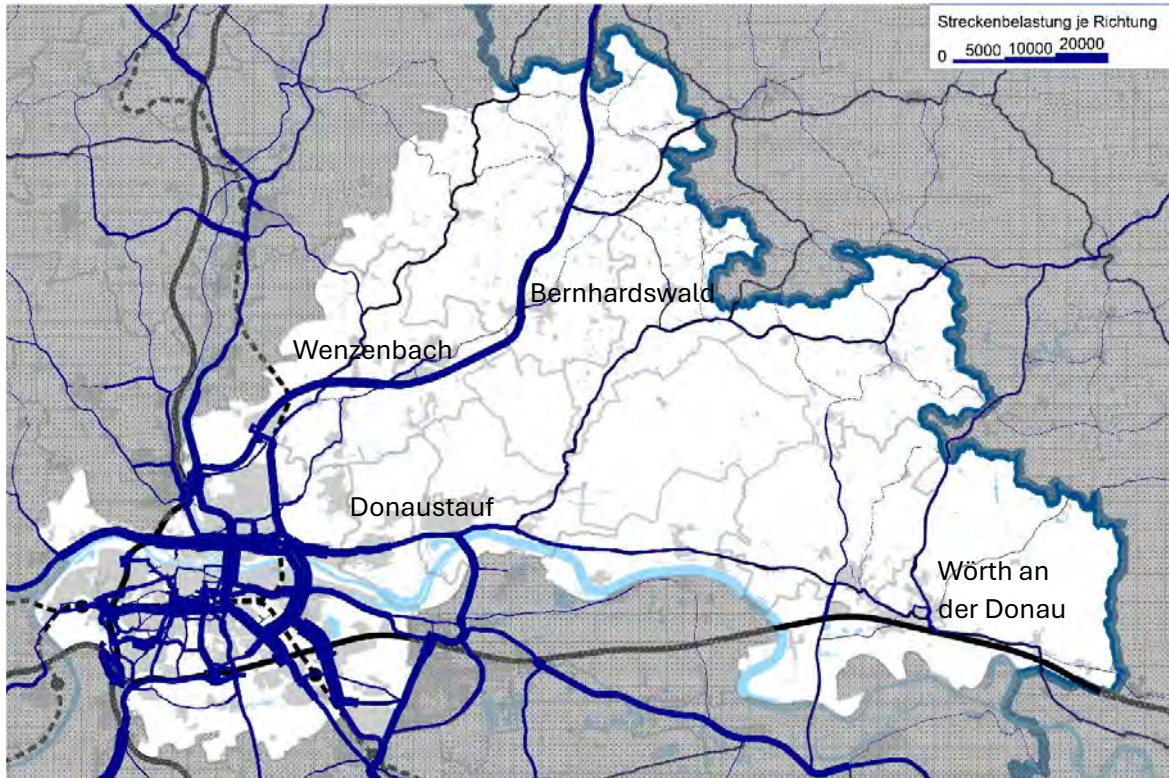 Streckenbelastung je Richtung
0 5000 10000 20000
Bernhardswald
Wenzenbach
Donaustauf
Wörth an
der Donau